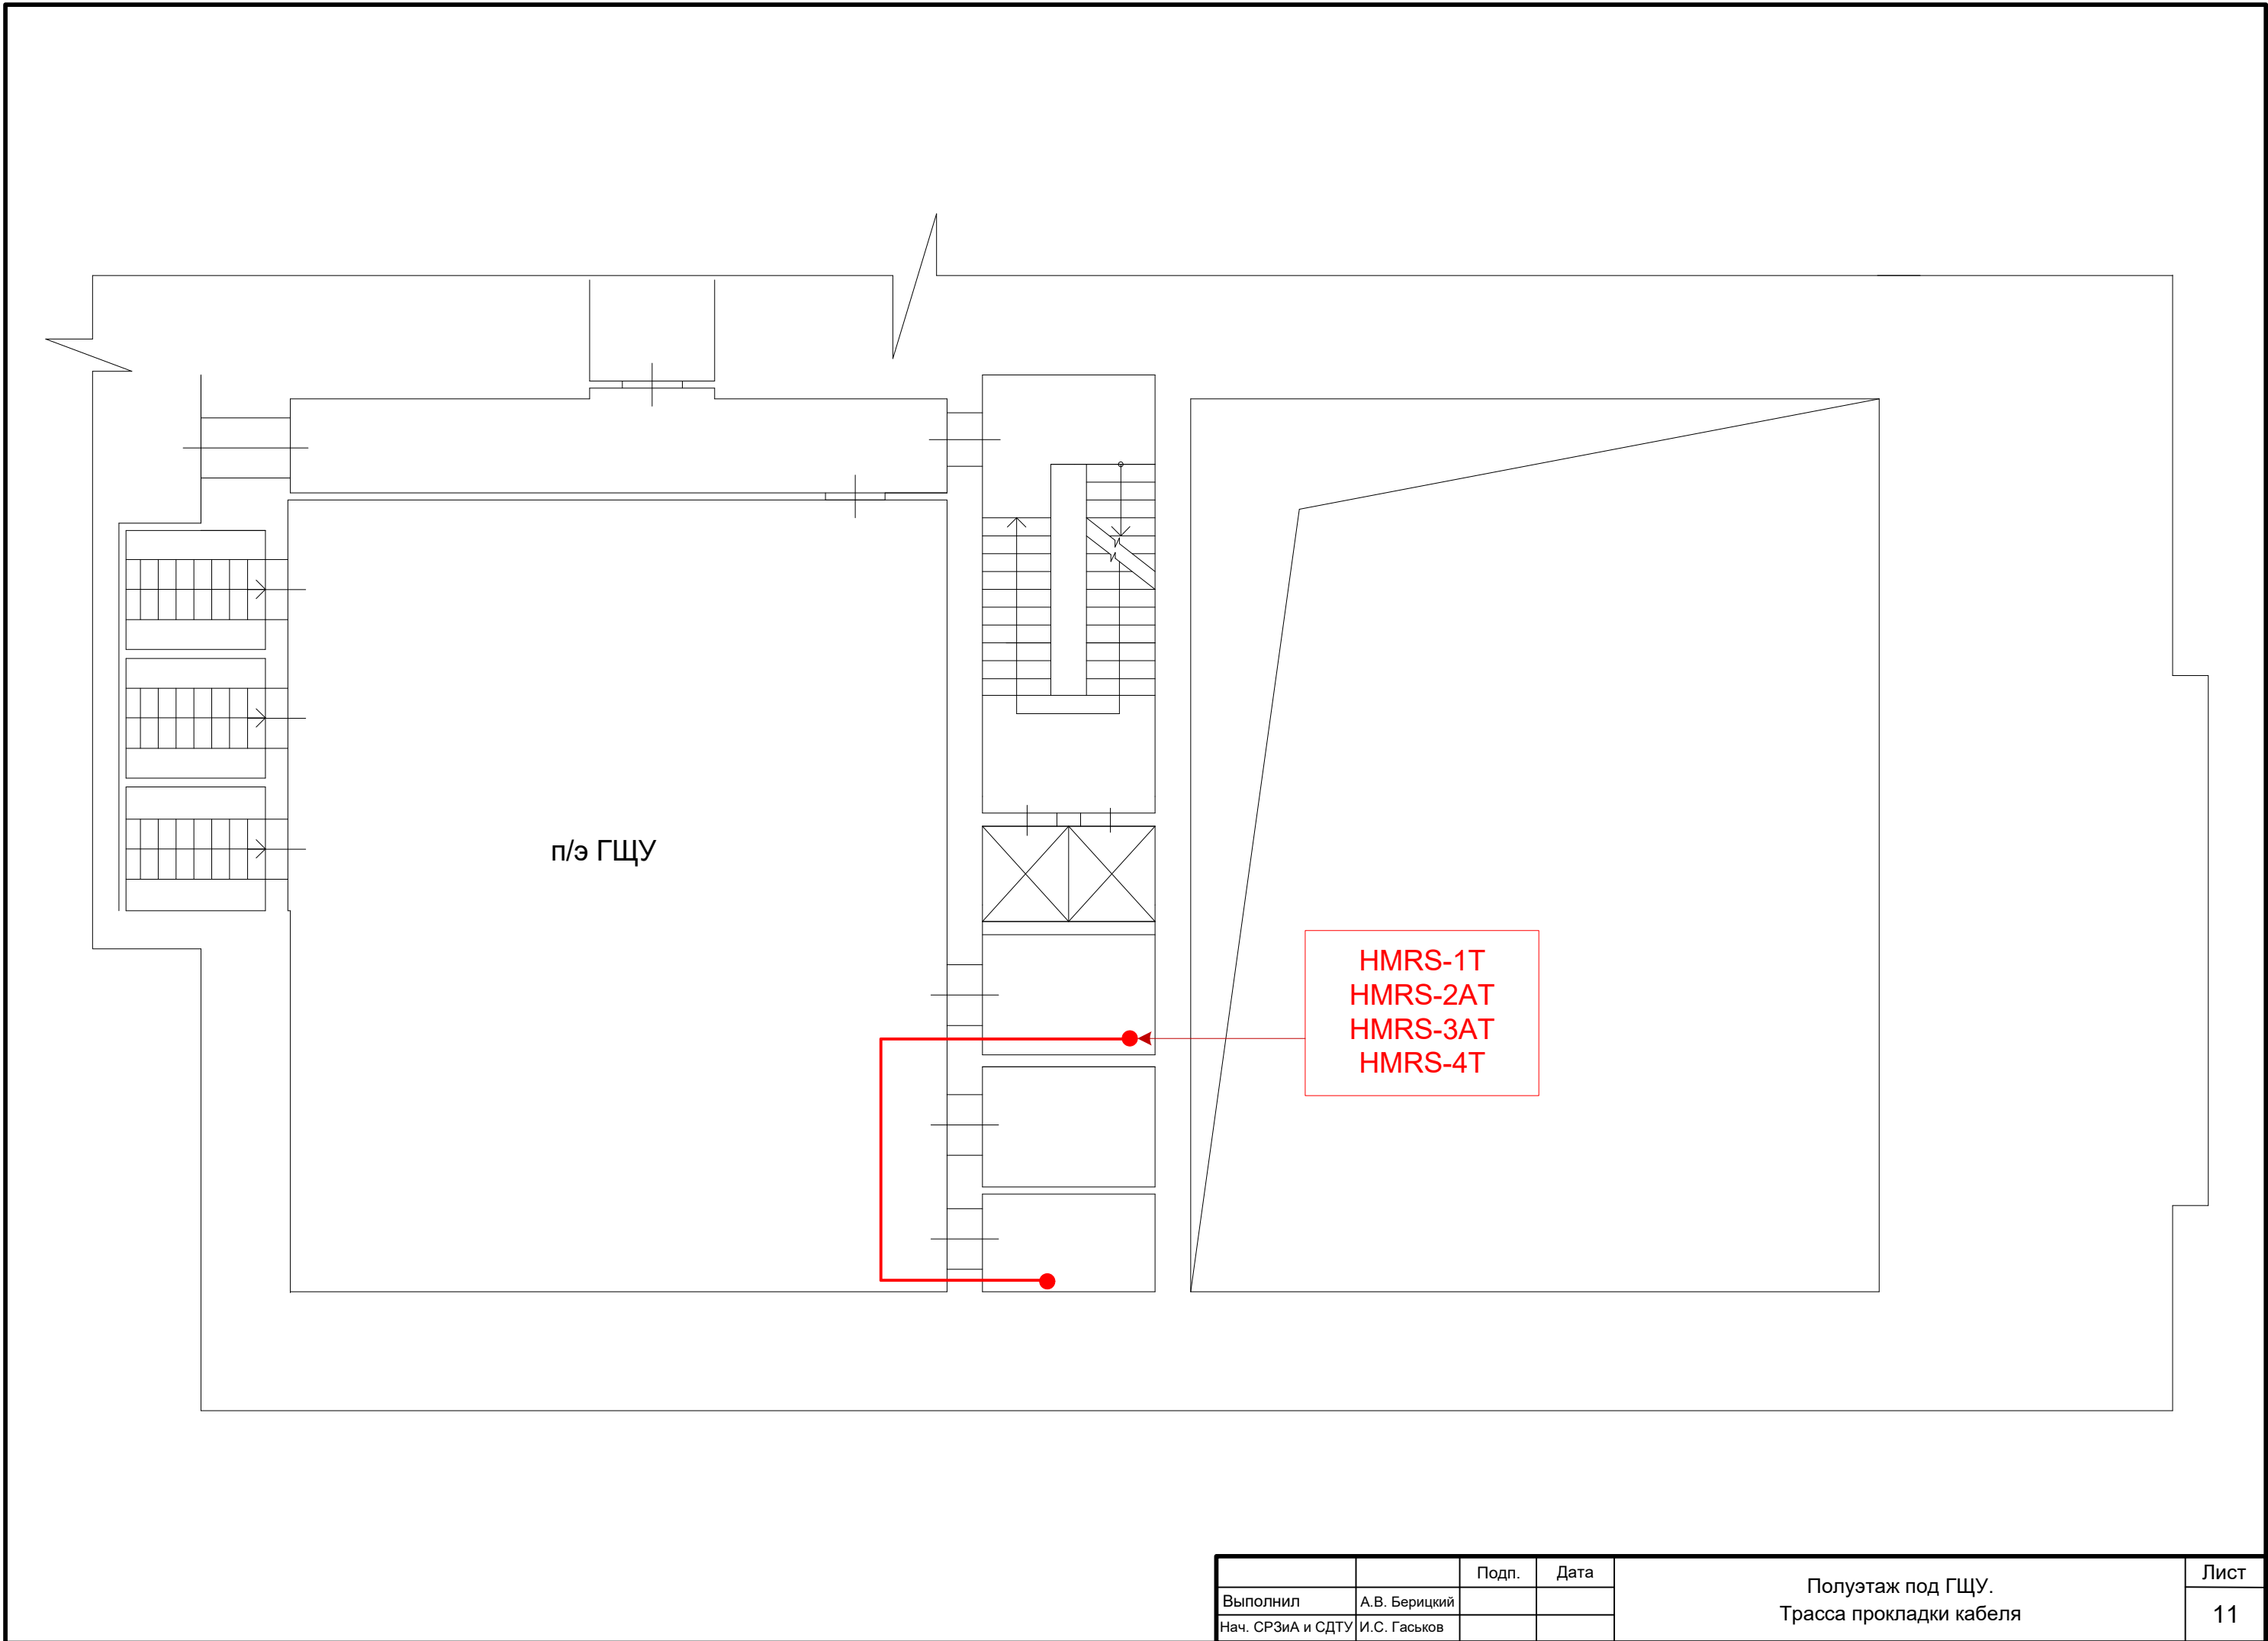 п/э ГЩУ
HMRS-1T
HMRS-2AT
HMRS-3AT
HMRS-4T
Подп.
Дата
Выполнил
А.В. Берицкий
Нач. СРЗиА и СДТУ
И.С. Гаськов
Полуэтаж под ГЩУ.
Трасса прокладки кабеля
Лист
11